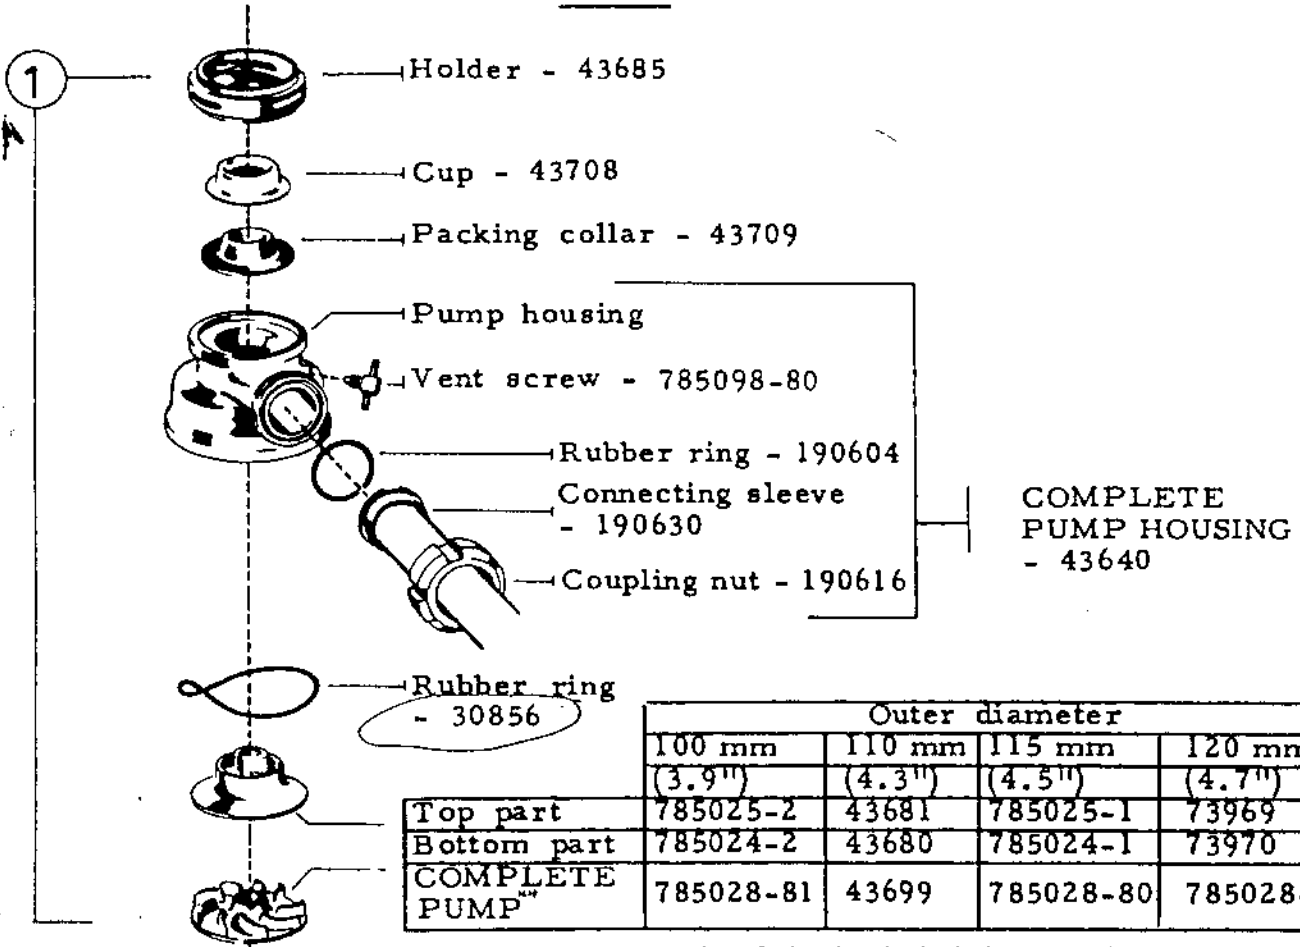 1
Holder - 43685
Cup - 43708
Packing collar - 43709
Pump housing
Vent screw - 785098-80
Rubber ring - 190604
Connecting sleeve
- 190630
Coupling nut - 190616
COMPLETE
PUMP HOUSING
- 43640
Rubber ring
- 30856
Outer diameter
100 mm 110 mm 115 mm 120 mm
(3.9") (4.3") (4.5") (4.7")
Top part 785025-2 43681 785025-1 73969
Bottom part 785024-2 43680 785024-1 73970
COMPLETE
PUMP 785028-81 43699 785028-80 785028